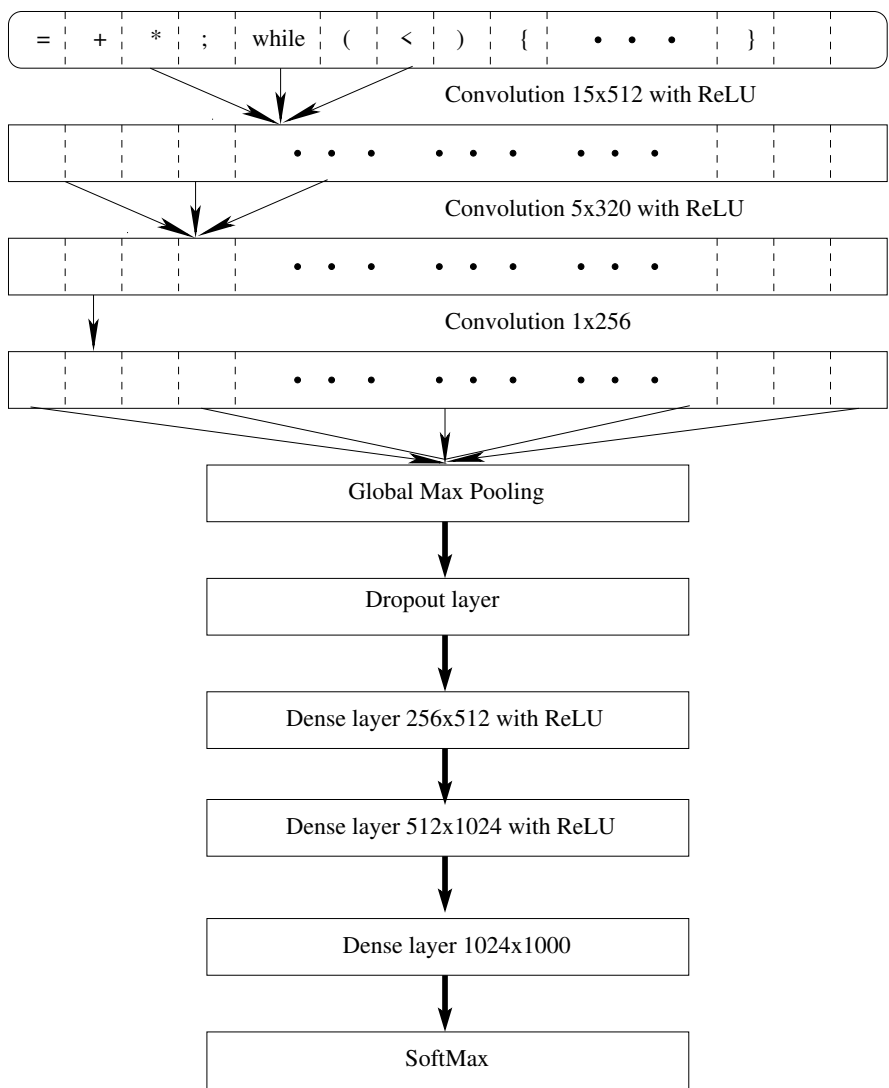 = + * ; while ( < ) { • • • }
Convolution 15x512 with ReLU
• • • • • • • • •
Convolution 5x320 with ReLU
• • • • • • • • •
Convolution 1x256
• • • • • • • • •
Global Max Pooling
Dropout layer
Dense layer 256x512 with ReLU
Dense layer 512x1024 with ReLU
Dense layer 1024x1000
SoftMax